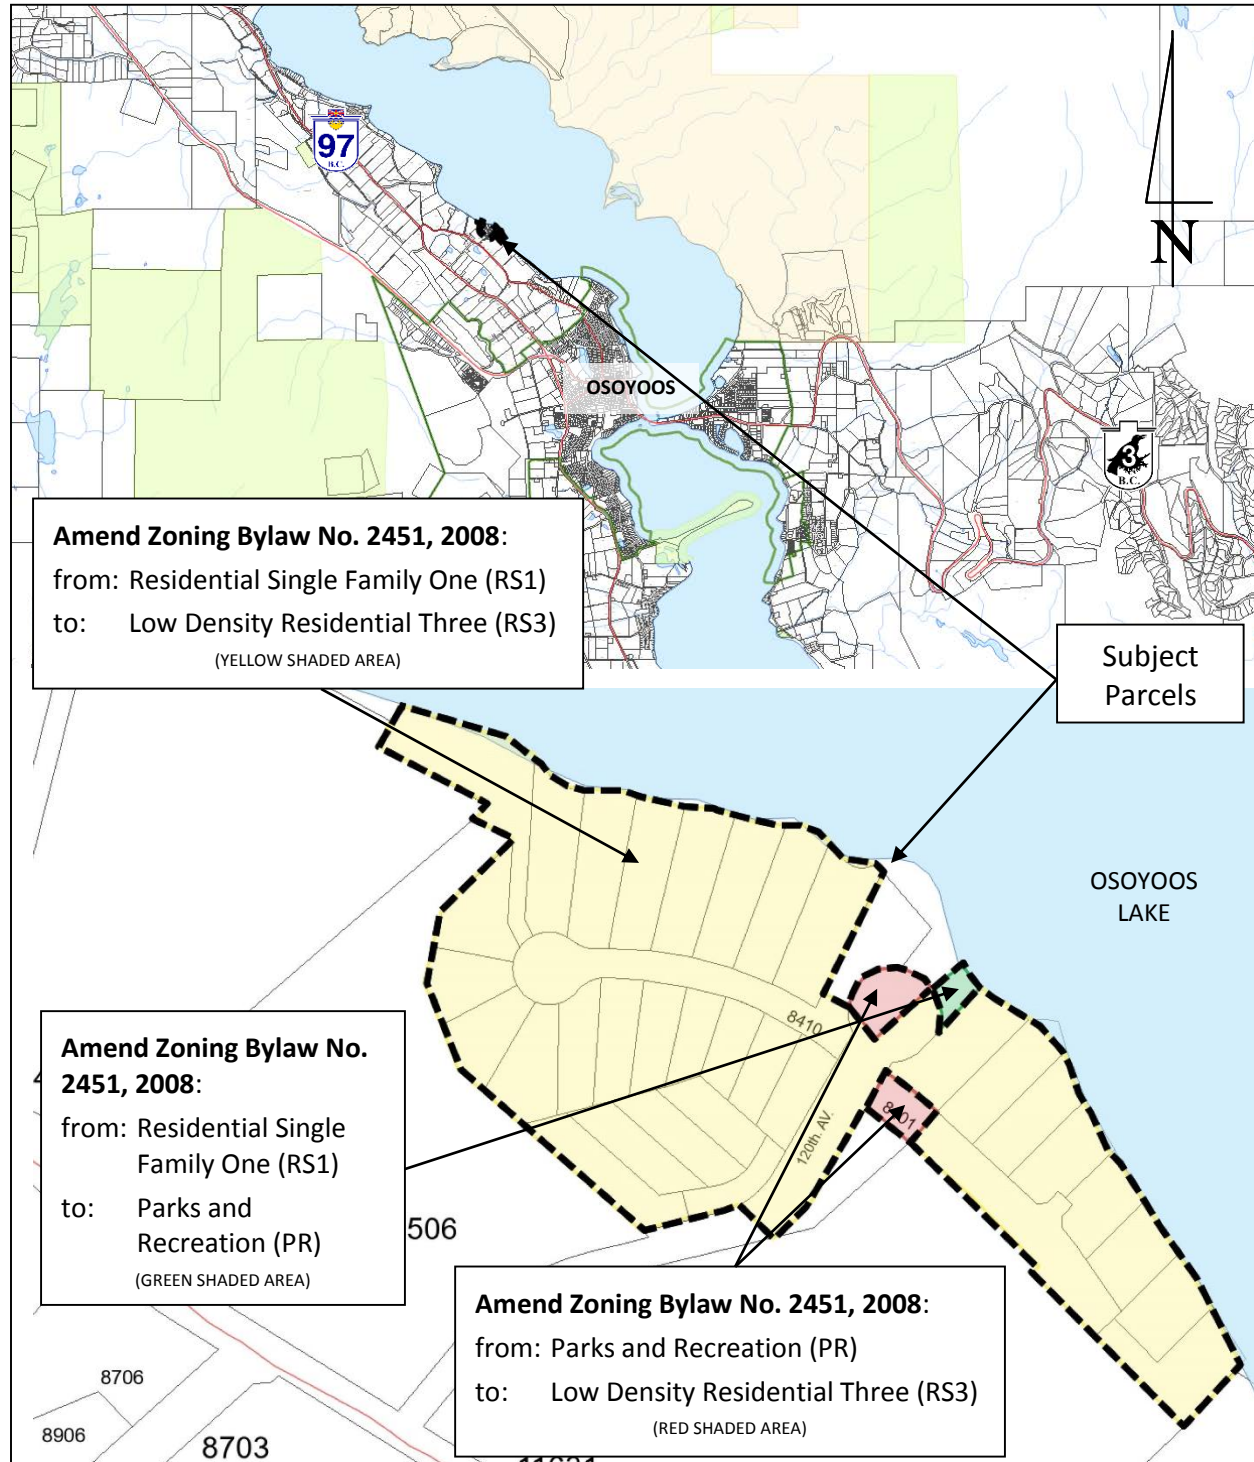 97
B.C.
N
OSOYOOS
3
B.C.
Amend Zoning Bylaw No. 2451, 2008:
from: Residential Single Family One (RS1)
to: Low Density Residential Three (RS3)
(YELLOW SHADED AREA)
Subject
Parcels
OSOYOOS
LAKE
8410
120th. AV.
Amend Zoning Bylaw No.
2451, 2008:
from: Residential Single
Family One (RS1)
to: Parks and
Recreation (PR)
(GREEN SHADED AREA)
506
Amend Zoning Bylaw No. 2451, 2008:
from: Parks and Recreation (PR)
to: Low Density Residential Three (RS3)
(RED SHADED AREA)
8706
8906
8703